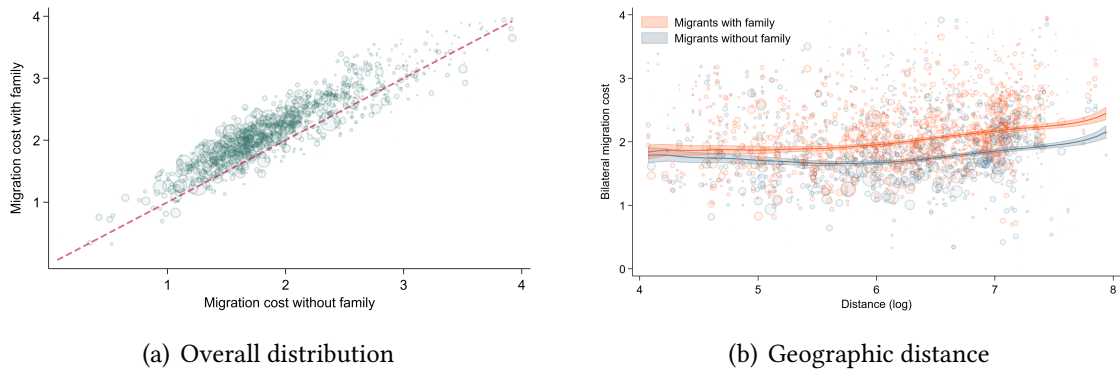 4
3
2
1
Migration cost with family
1
2
3
4
Migration cost without family
(a) Overall distribution
Migrants with family
Migrants without family
4
3
2
1
0
Bilateral migration cost
4
5
6
7
8
Distance (log)
(b) Geographic distance